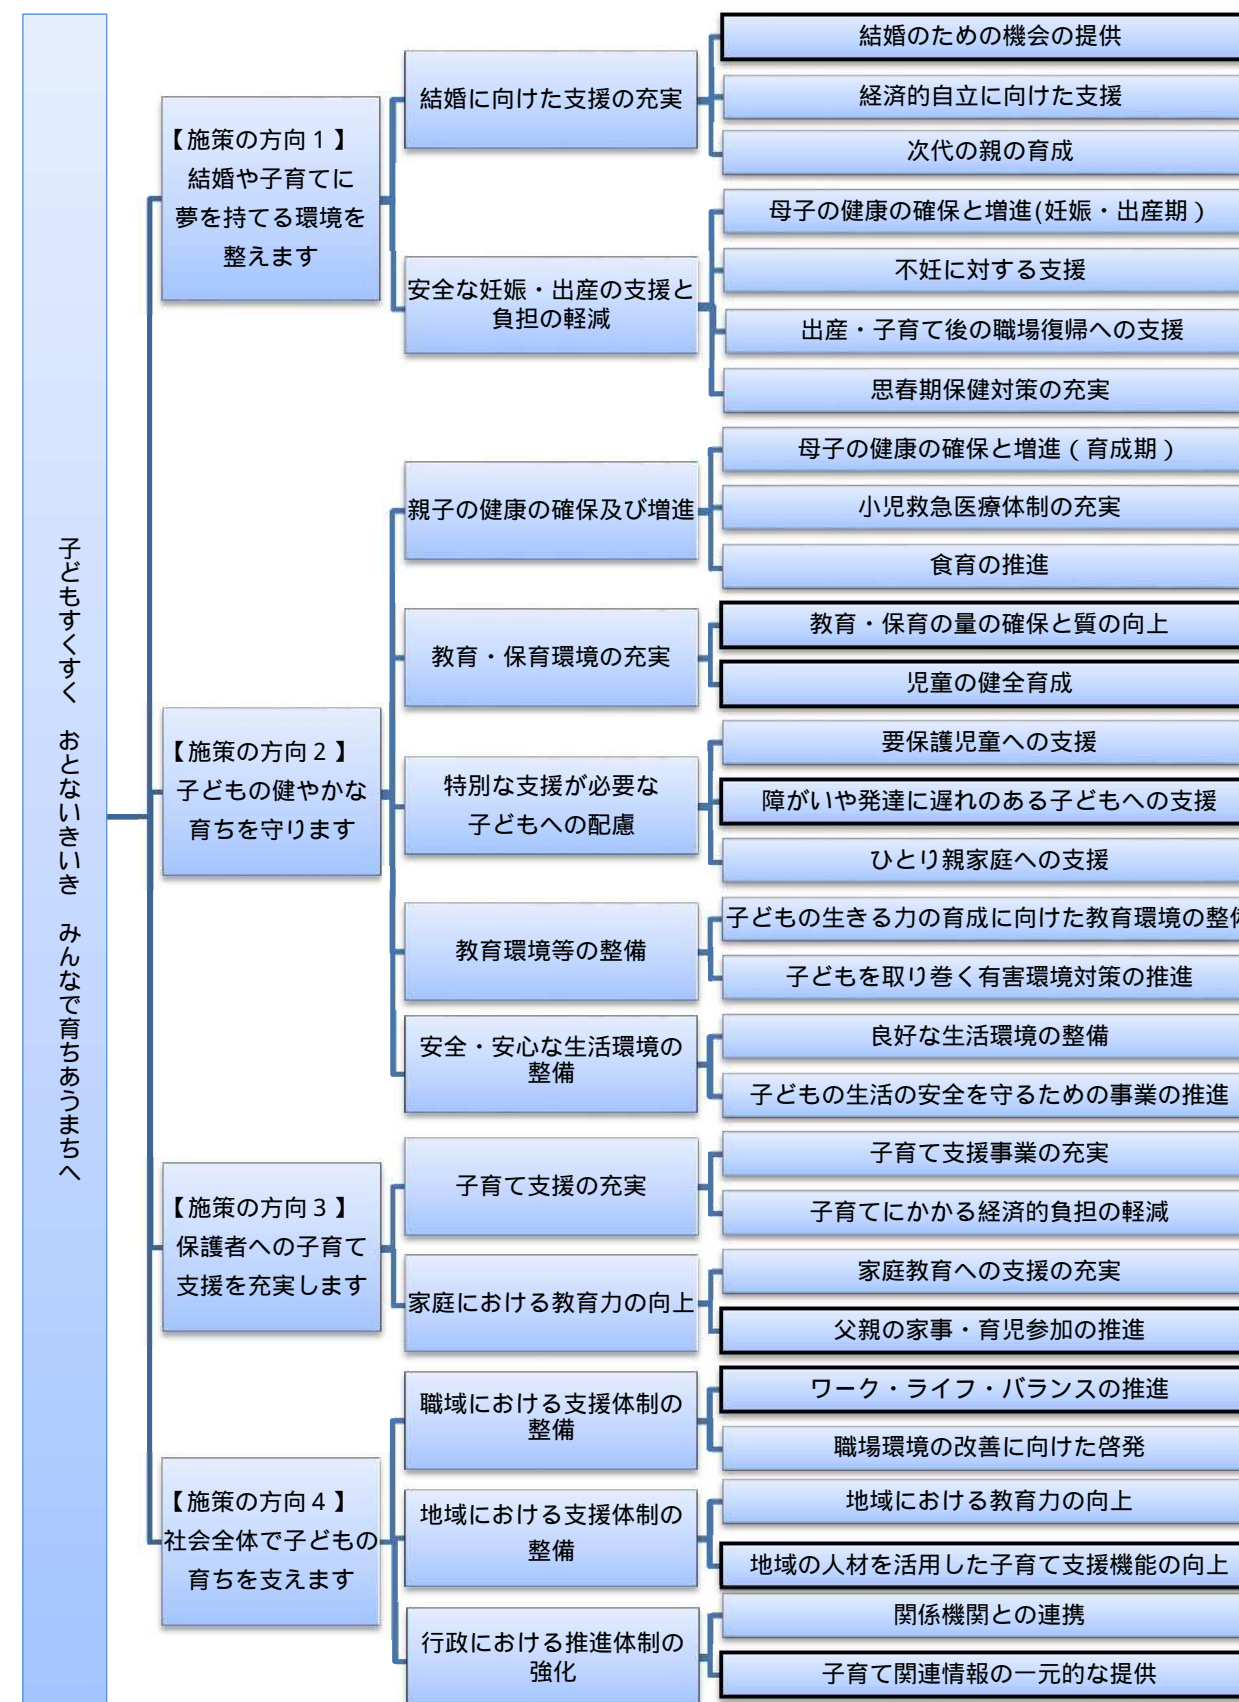 子どもすくすく　おとないきいき　みんなで育ちあうまちへ
【施策の方向１】
結婚や子育てに
夢を持てる環境を
整えます
結婚に向けた支援の充実
結婚のための機会の提供
経済的自立に向けた支援
次代の親の育成
安全な妊娠・出産の支援と
負担の軽減
母子の健康の確保と増進(妊娠・出産期）
不妊に対する支援
出産・子育て後の職場復帰への支援
思春期保健対策の充実
【施策の方向２】
子どもの健やかな
育ちを守ります
親子の健康の確保及び増進
母子の健康の確保と増進（育成期）
小児救急医療体制の充実
食育の推進
教育・保育環境の充実
教育・保育の量の確保と質の向上
児童の健全育成
特別な支援が必要な
子どもへの配慮
要保護児童への支援
障がいや発達に遅れのある子どもへの支援
ひとり親家庭への支援
教育環境等の整備
子どもの生きる力の育成に向けた教育環境の整
子どもを取り巻く有害環境対策の推進
安全・安心な生活環境の
整備
良好な生活環境の整備
子どもの生活の安全を守るための事業の推進
【施策の方向３】
保護者への子育て
支援を充実します
子育て支援の充実
子育て支援事業の充実
子育てにかかる経済的負担の軽減
家庭における教育力の向上
家庭教育への支援の充実
父親の家事・育児参加の推進
【施策の方向４】
社会全体で子どもの
育ちを支えます
職域における支援体制の
整備
ワーク・ライフ・バランスの推進
職場環境の改善に向けた啓発
地域における支援体制の
整備
地域における教育力の向上
地域の人材を活用した子育て支援機能の向上
行政における推進体制の
強化
関係機関との連携
子育て関連情報の一元的な提供